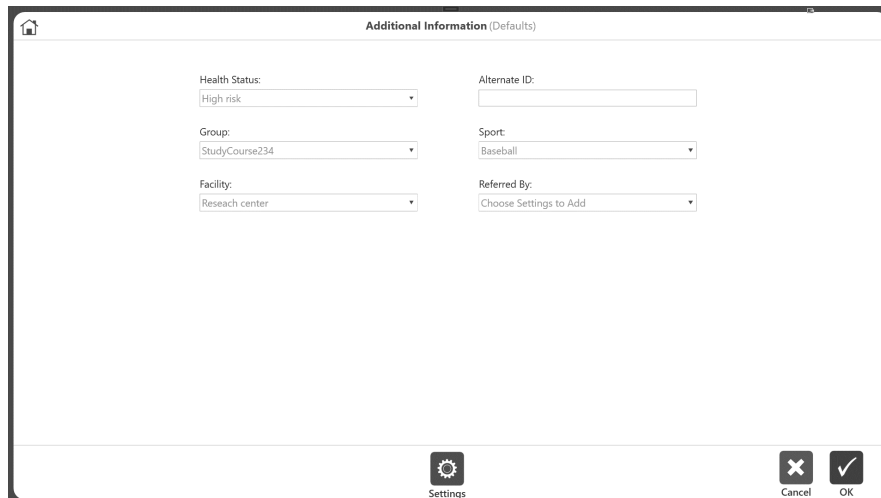 Additional Information (Defaults)
Health Status:
High risk
Alternate ID:
Group:
StudyCourse234
Sport:
Baseball
Facility:
Reseach center
Referred By:
Choose Settings to Add
Settings
Cancel
OK